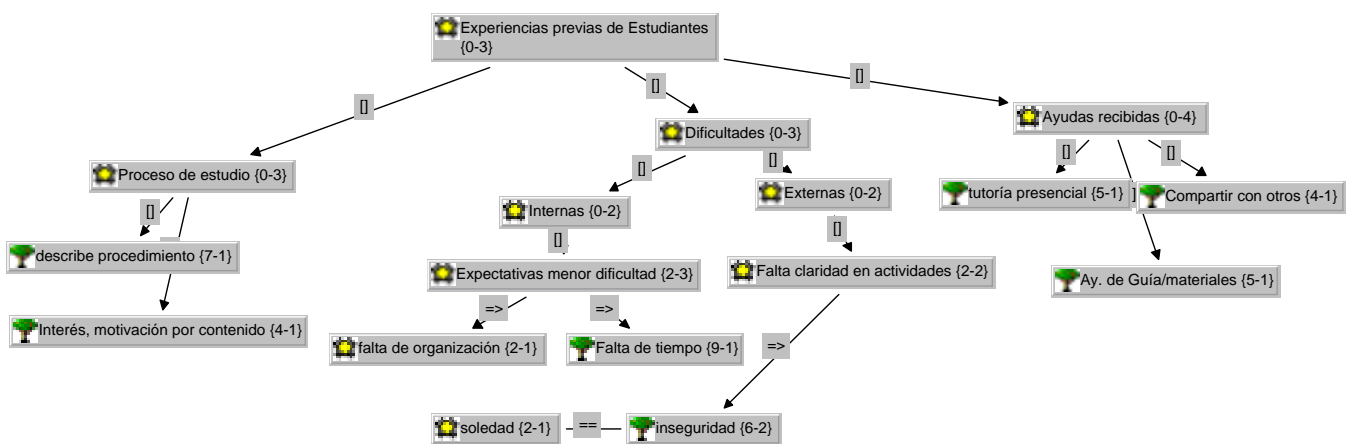 Experiencias previas de Estudiantes
{0-3}
[]
[]
[]
Ayudas recibidas {0-4}
Dificultades {0-3}
[]
[]
[]
[]
Proceso de estudio {0-3}
Internas {0-2}
Externas {0-2}
tutoría presencial {5-1}
]
Compartir con otros {4-1}
[]
[]
[]
describe procedimiento {7-1}
Expectativas menor dificultad {2-3}
Falta claridad en actividades {2-2}
Ay. de Guía/materiales {5-1}
=>
=>
Interés, motivación por contenido {4-1}
falta de organización {2-1}
Falta de tiempo {9-1}
=>
soledad {2-1}
==
inseguridad {6-2}